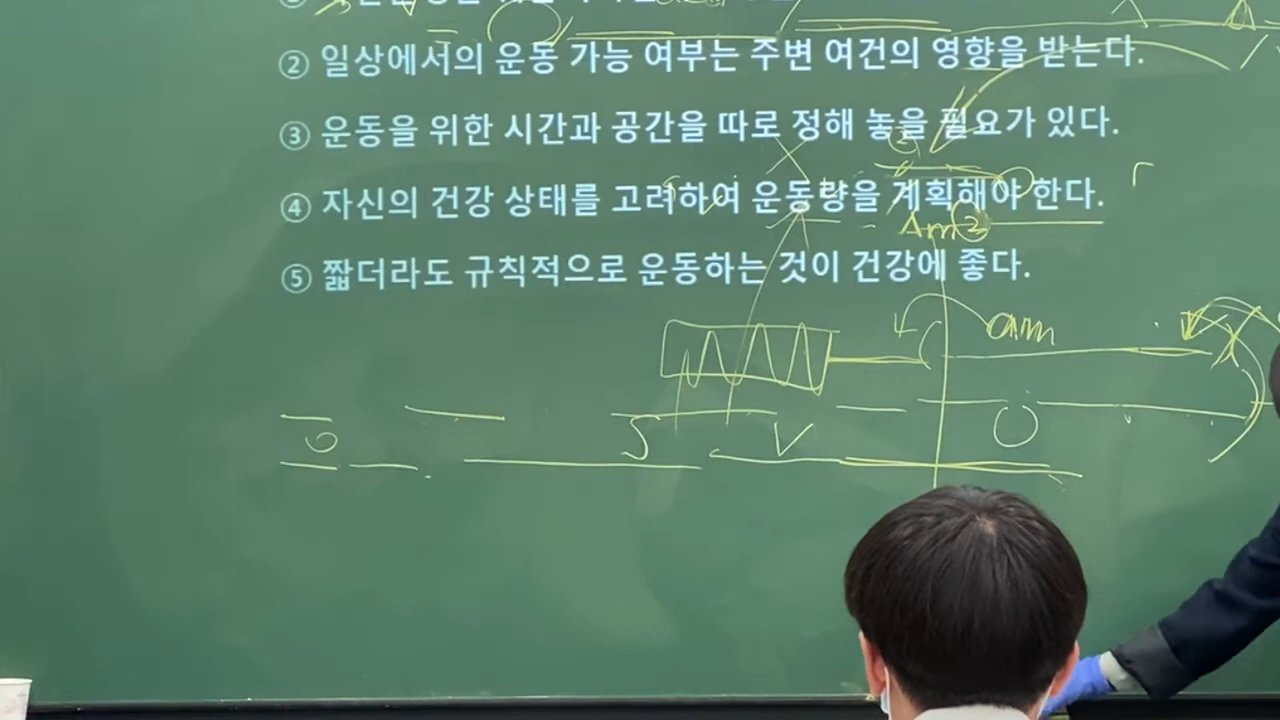 ② 일상에서의 운동 가능 여부는 주변 여건의 영향을 받는다.
③ 운동을 위한 시간과 공간을 따로 정해 놓을 필요가 있다.
②
④ 자신의 건강 상태를 고려하여 운동량을 계획해야 한다.
Am②
⑤ 짧더라도 규칙적으로 운동하는 것이 건강에 좋다.
am
S V O